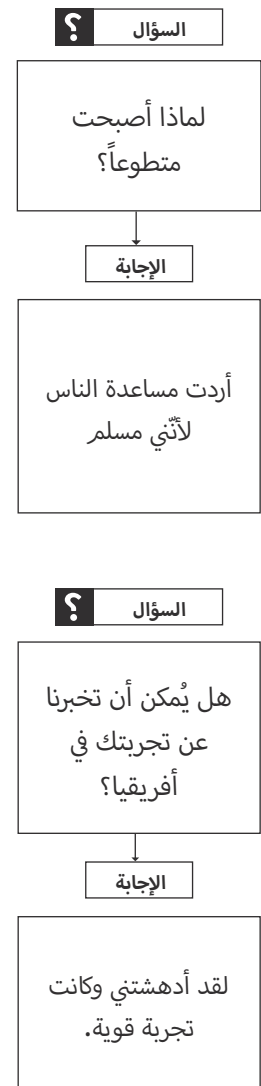 السؤال ؟
لماذا أصبحت
متطوعاً؟
الإجابة
أردت مساعدة الناس
لأنّني مسلم
السؤال ؟
هل يُمكن أن تخبرنا
عن تجربتك في
أفريقيا؟
الإجابة
لقد أدهشتني وكانت
تجربة قوية.